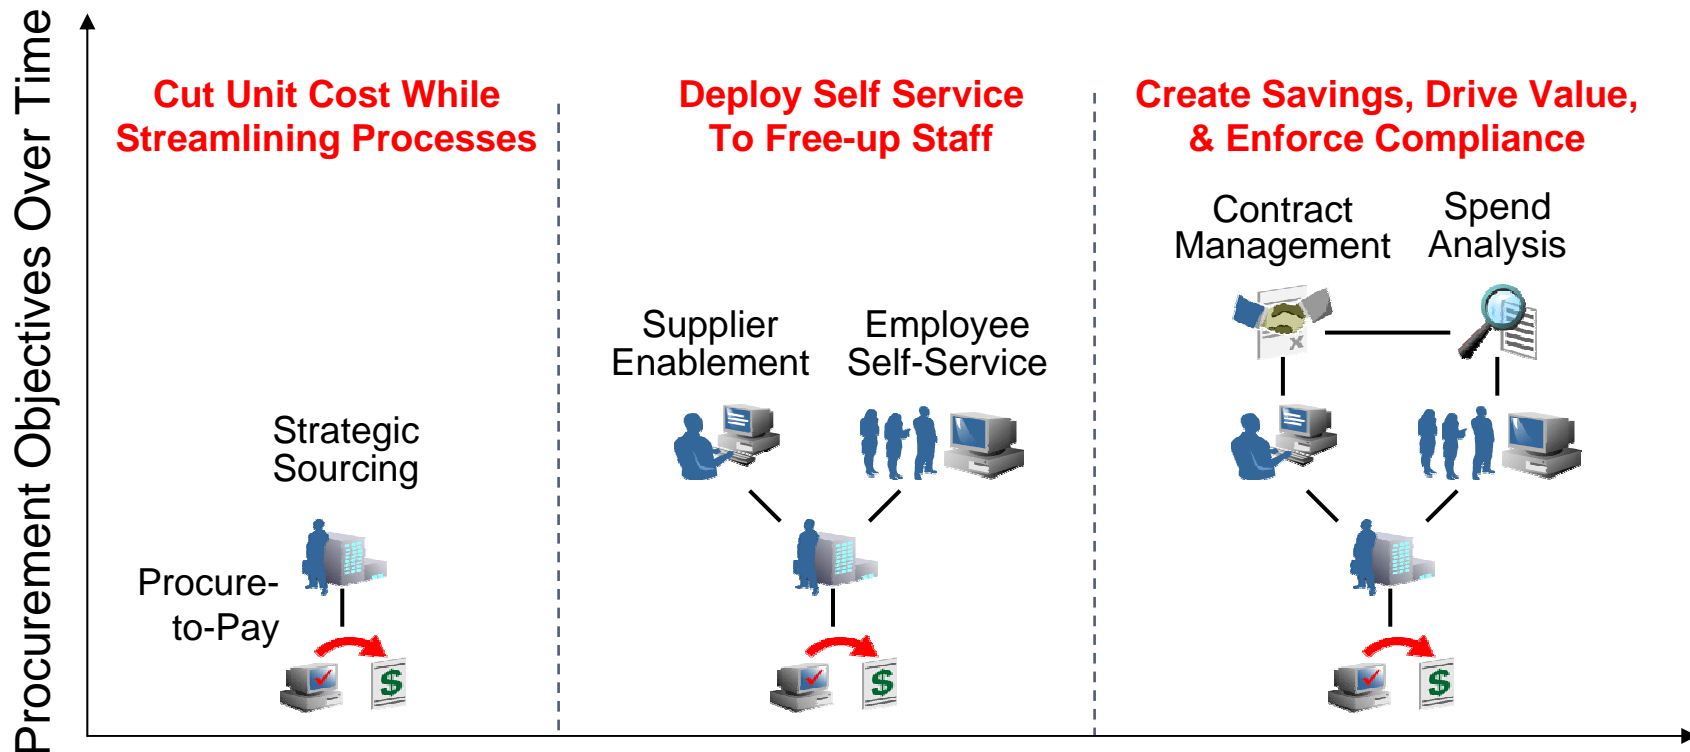 Procurement Objectives Over Time
Cut Unit Cost While
Streamlining Processes
Strategic
Sourcing
Procure-
to-Pay
$
Deploy Self Service
To Free-up Staff
Supplier
Enablement
Employee
Self-Service
$
Create Savings, Drive Value,
& Enforce Compliance
Contract
Management
Spend
Analysis
X
$